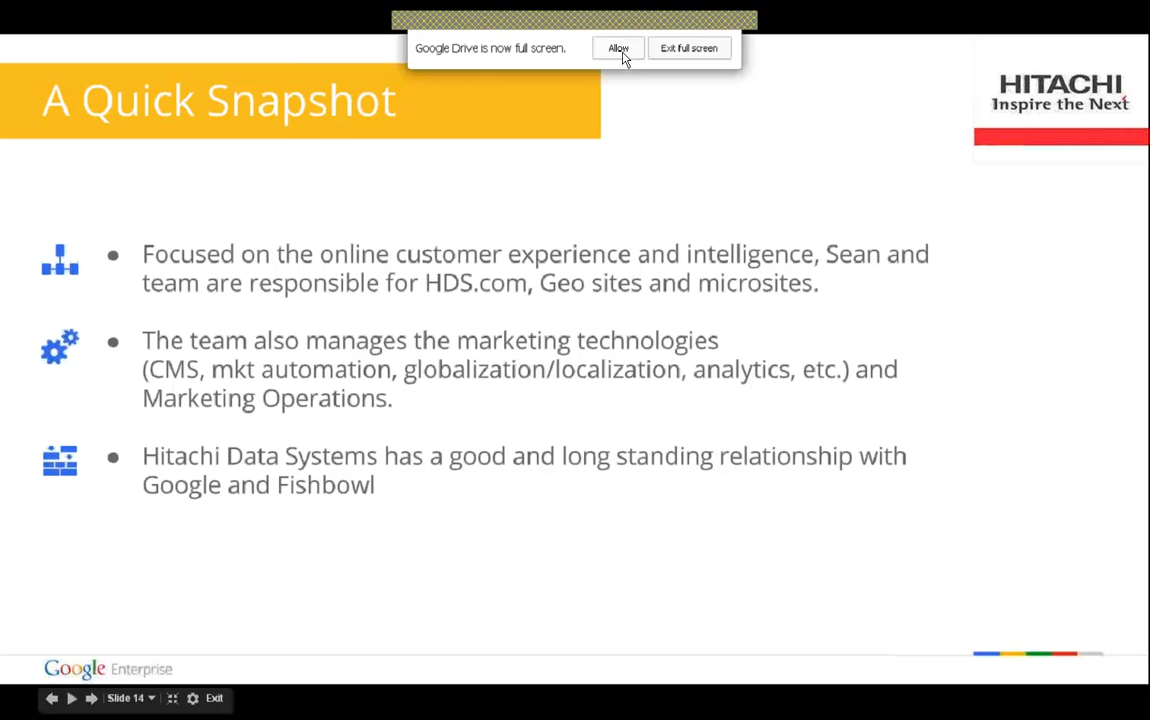 Google Drive is now full screen. Allow Exit full screen
A Quick Snapshot
HITACHI
Inspire the Next
● Focused on the online customer experience and intelligence, Sean and
team are responsible for HDS.com, Geo sites and microsites.
● The team also manages the marketing technologies
(CMS, mkt automation, globalization/localization, analytics, etc.) and
Marketing Operations.
● Hitachi Data Systems has a good and long standing relationship with
Google and Fishbowl
Google Enterprise
Slide 14 Exit